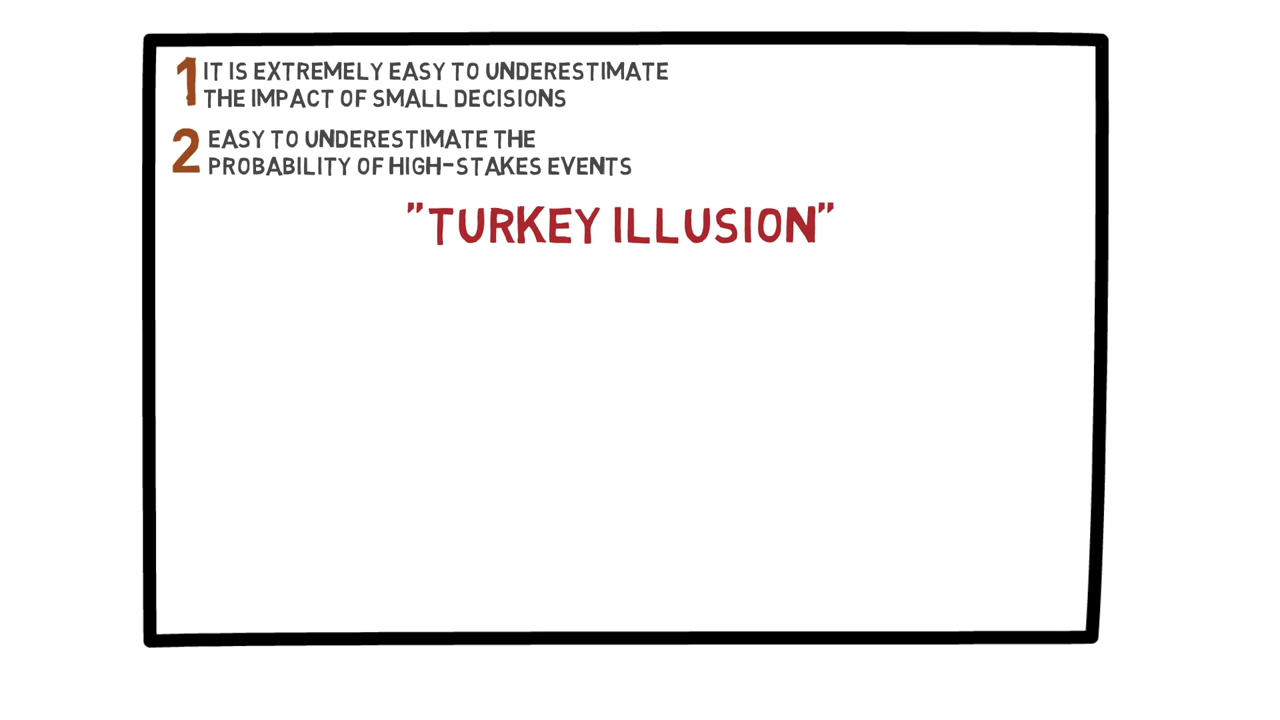 1 IT IS EXTREMELY EASY TO UNDERESTIMATE
THE IMPACT OF SMALL DECISIONS
2 EASY TO UNDERESTIMATE THE
PROBABILITY OF HIGH-STAKES EVENTS
"TURKEY ILLUSION"